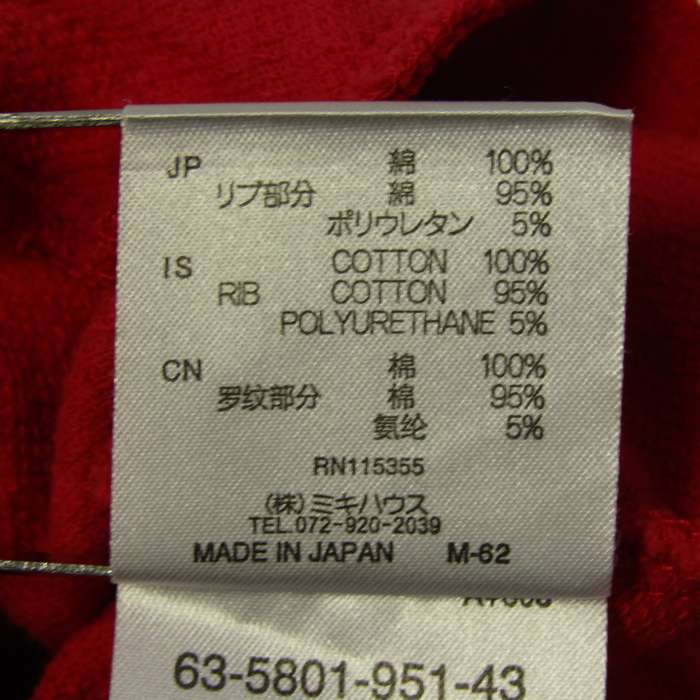 JP 綿 100%
リブ部分 綿 95%
ポリウレタン 5%
IS COTTON 100%
RIB COTTON 95%
POLYURETHANE 5%
CN 棉 100%
罗纹部分 棉 95%
氨纶 5%
RN115355
(株)ミキハウス
TEL.072-920-2039
MADE IN JAPAN M-62
63-5801-951-43